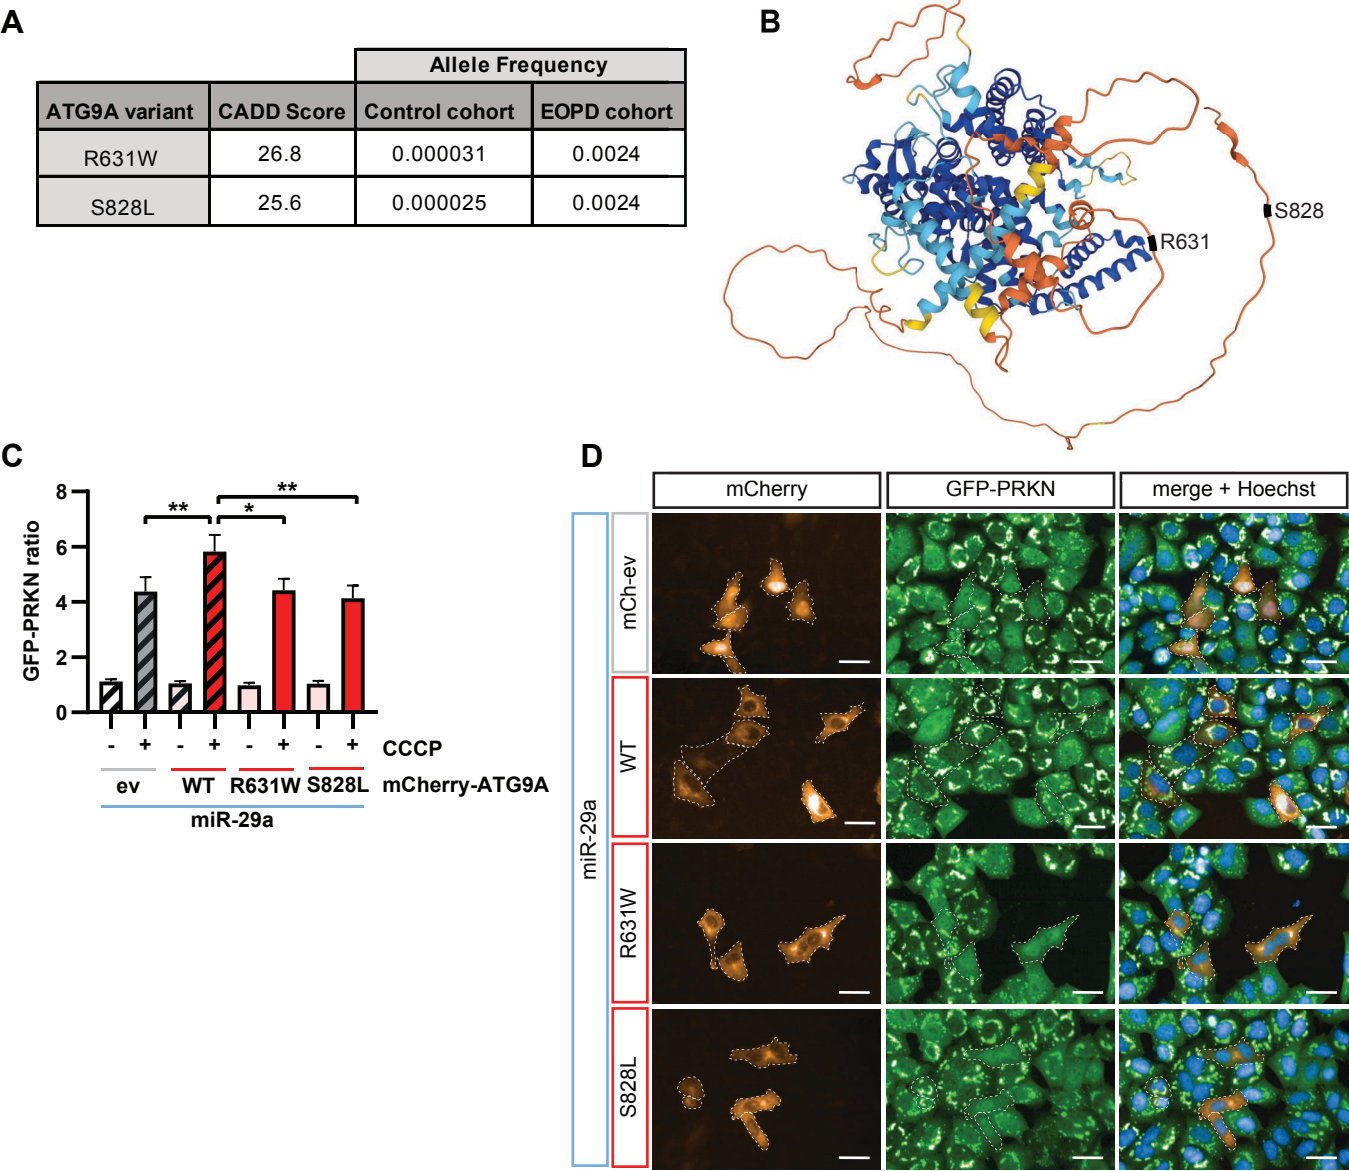 A
Allele Frequency
ATG9A variant CADD Score Control cohort EOPD cohort
R631W 26.8 0.000031 0.0024
S828L 25.6 0.000025 0.0024
B
S828
R631
C
GFP-PRKN ratio
8
6
4
2
0
** * **
- + - + - + - + CCCP
ev WT R631W S828L mCherry-ATG9A
miR-29a
D
mCherry GFP-PRKN merge + Hoechst
miR-29a
mCh-ev
WT
R631W
S828L